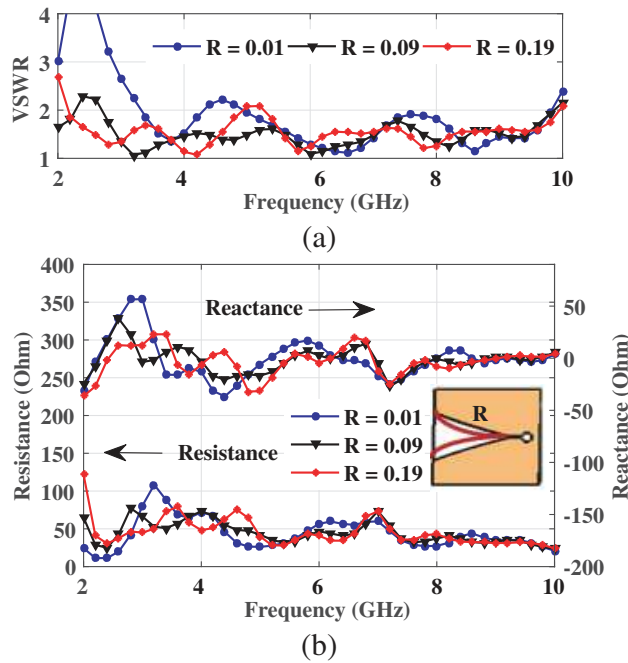 4
3
2
1
VSWR
R = 0.01 R = 0.09 R = 0.19
2 4 6 8 10
Frequency (GHz)
(a)
400
350
300
250
200
150
100
50
0
Resistance (Ohm)
Reactance
R
R = 0.01
R = 0.09
R = 0.19
Resistance
50
0
-50
-100
-150
-200
Reactance (Ohm)
2 4 6 8 10
Frequency (GHz)
(b)